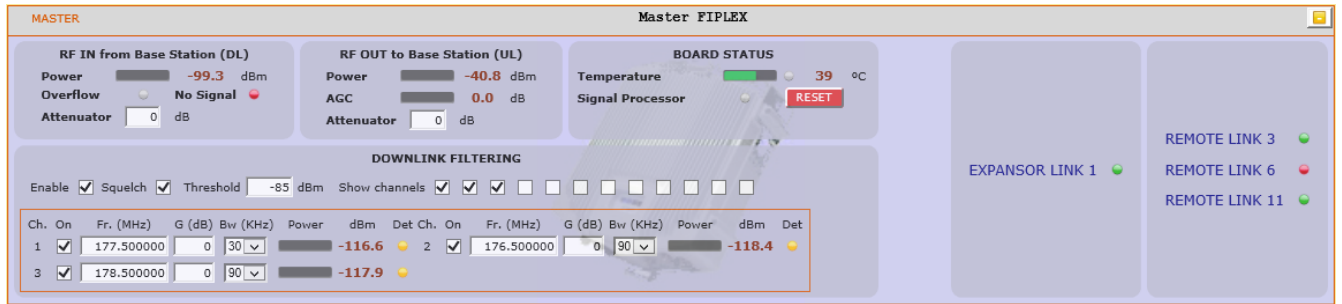 MASTER Master FIPLEX
RF IN from Base Station (DL)
Power -99.3 dBm
Overflow No Signal
Attenuator 0 dB
RF OUT to Base Station (UL)
Power -40.8 dBm
AGC 0.0 dB
Attenuator 0 dB
BOARD STATUS
Temperature 39 ºC
Signal Processor RESET
DOWNLINK FILTERING
Enable Squelch Threshold -85 dBm Show channels
Ch. On Fr. (MHz) G (dB) Bw (KHz) Power dBm Det Ch. On Fr. (MHz) G (dB) Bw (KHz) Power dBm Det
1 177.500000 0 30 -116.6 2 176.500000 0 90 -118.4
3 178.500000 0 90 -117.9
EXPANSOR LINK 1
REMOTE LINK 3
REMOTE LINK 6
REMOTE LINK 11